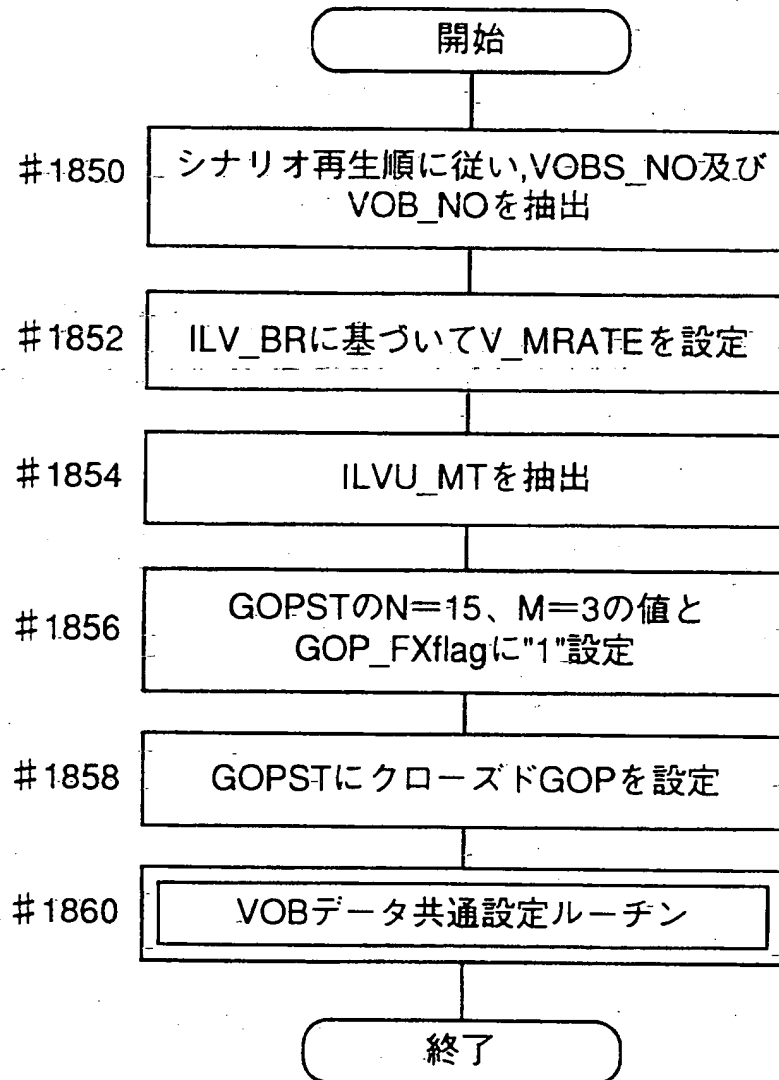 開始
#1850
シナリオ再生順に従い,VOBS_NO及び
VOB_NOを抽出
#1852
ILV_BRに基づいてV_MRATEを設定
#1854
ILVU_MTを抽出
#1856
GOPSTのN=15、M=3の値と
GOP_FXflagに"1"設定
#1858
GOPSTにクローズドGOPを設定
#1860
VOBデータ共通設定ルーチン
終了